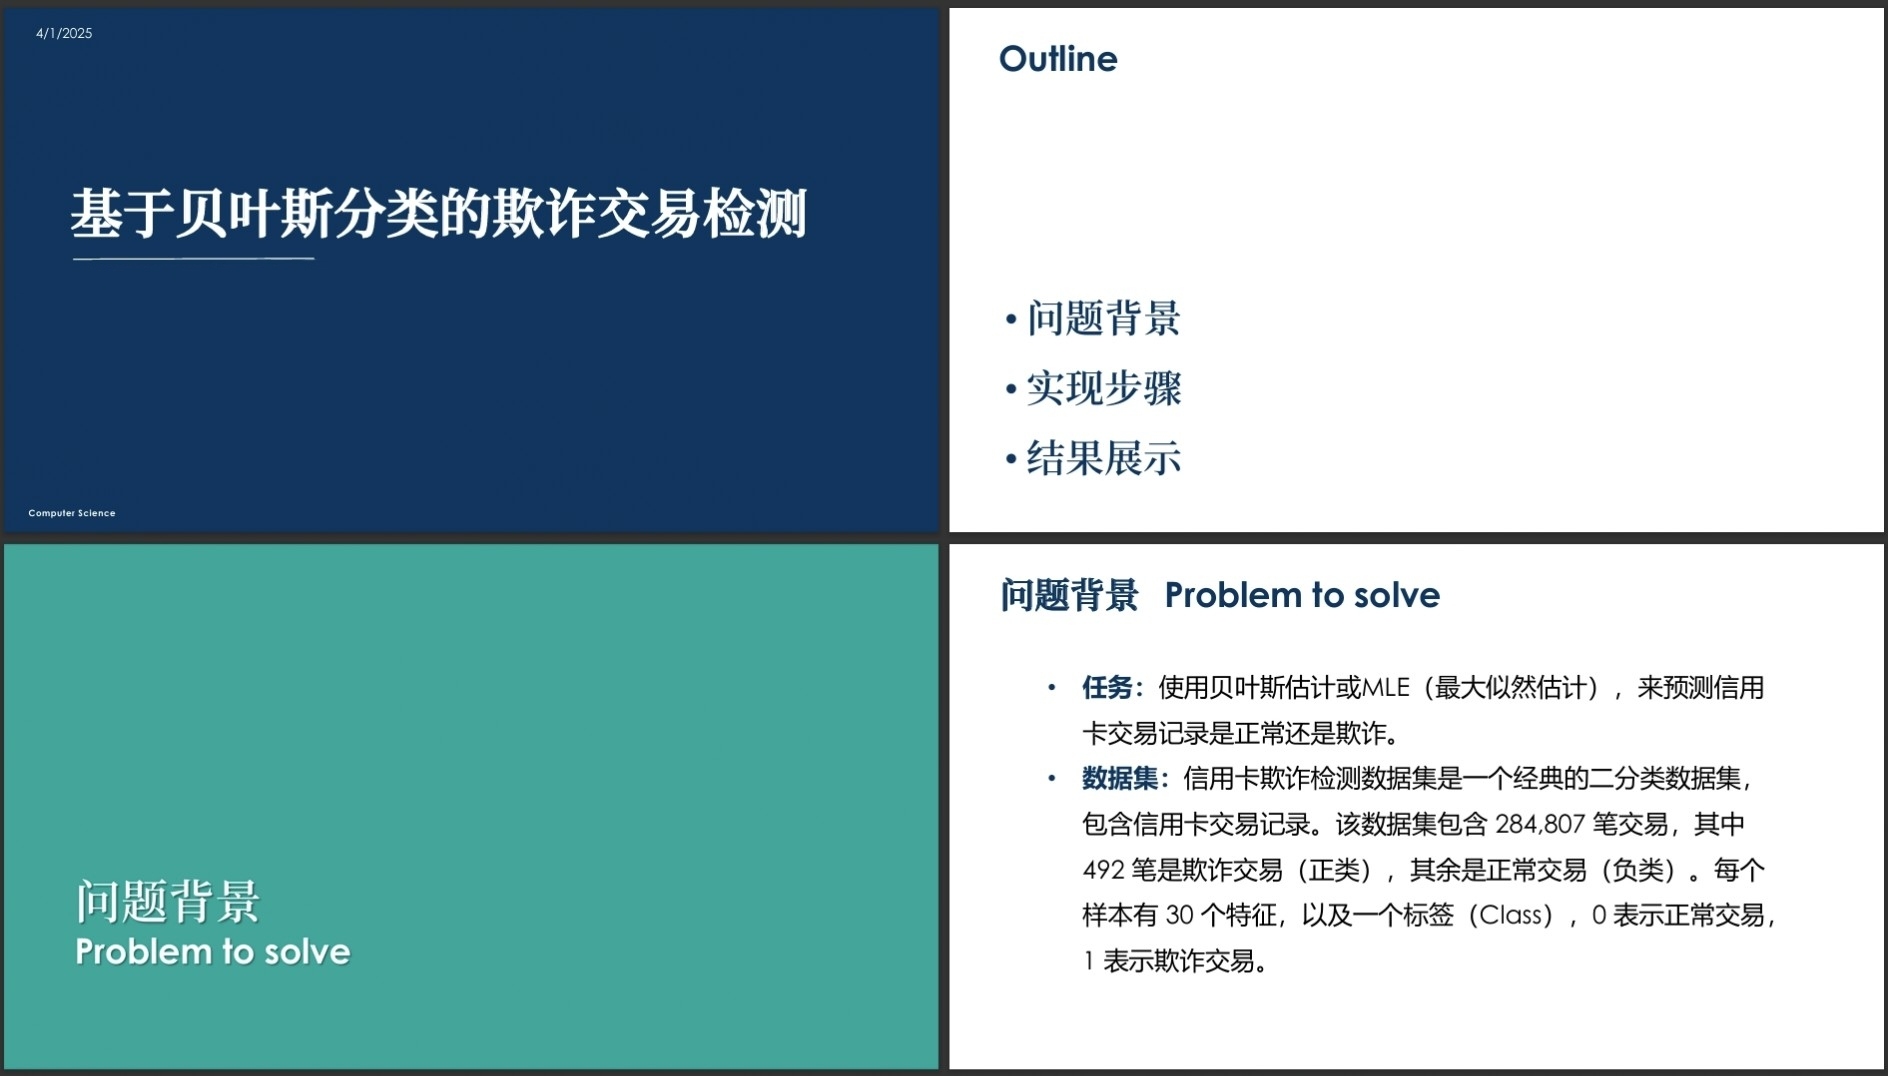 4/1/2025
基于贝叶斯分类的欺诈交易检测
Computer Science
Outline
• 问题背景
• 实现步骤
• 结果展示
问题背景
Problem to solve
问题背景 Problem to solve
• 任务：使用贝叶斯估计或MLE（最大似然估计），来预测信用
卡交易记录是正常还是欺诈。
• 数据集：信用卡欺诈检测数据集是一个经典的二分类数据集，
包含信用卡交易记录。该数据集包含 284,807 笔交易，其中
492 笔是欺诈交易（正类），其余是正常交易（负类）。每个
样本有 30 个特征，以及一个标签（Class），0 表示正常交易，
1 表示欺诈交易。